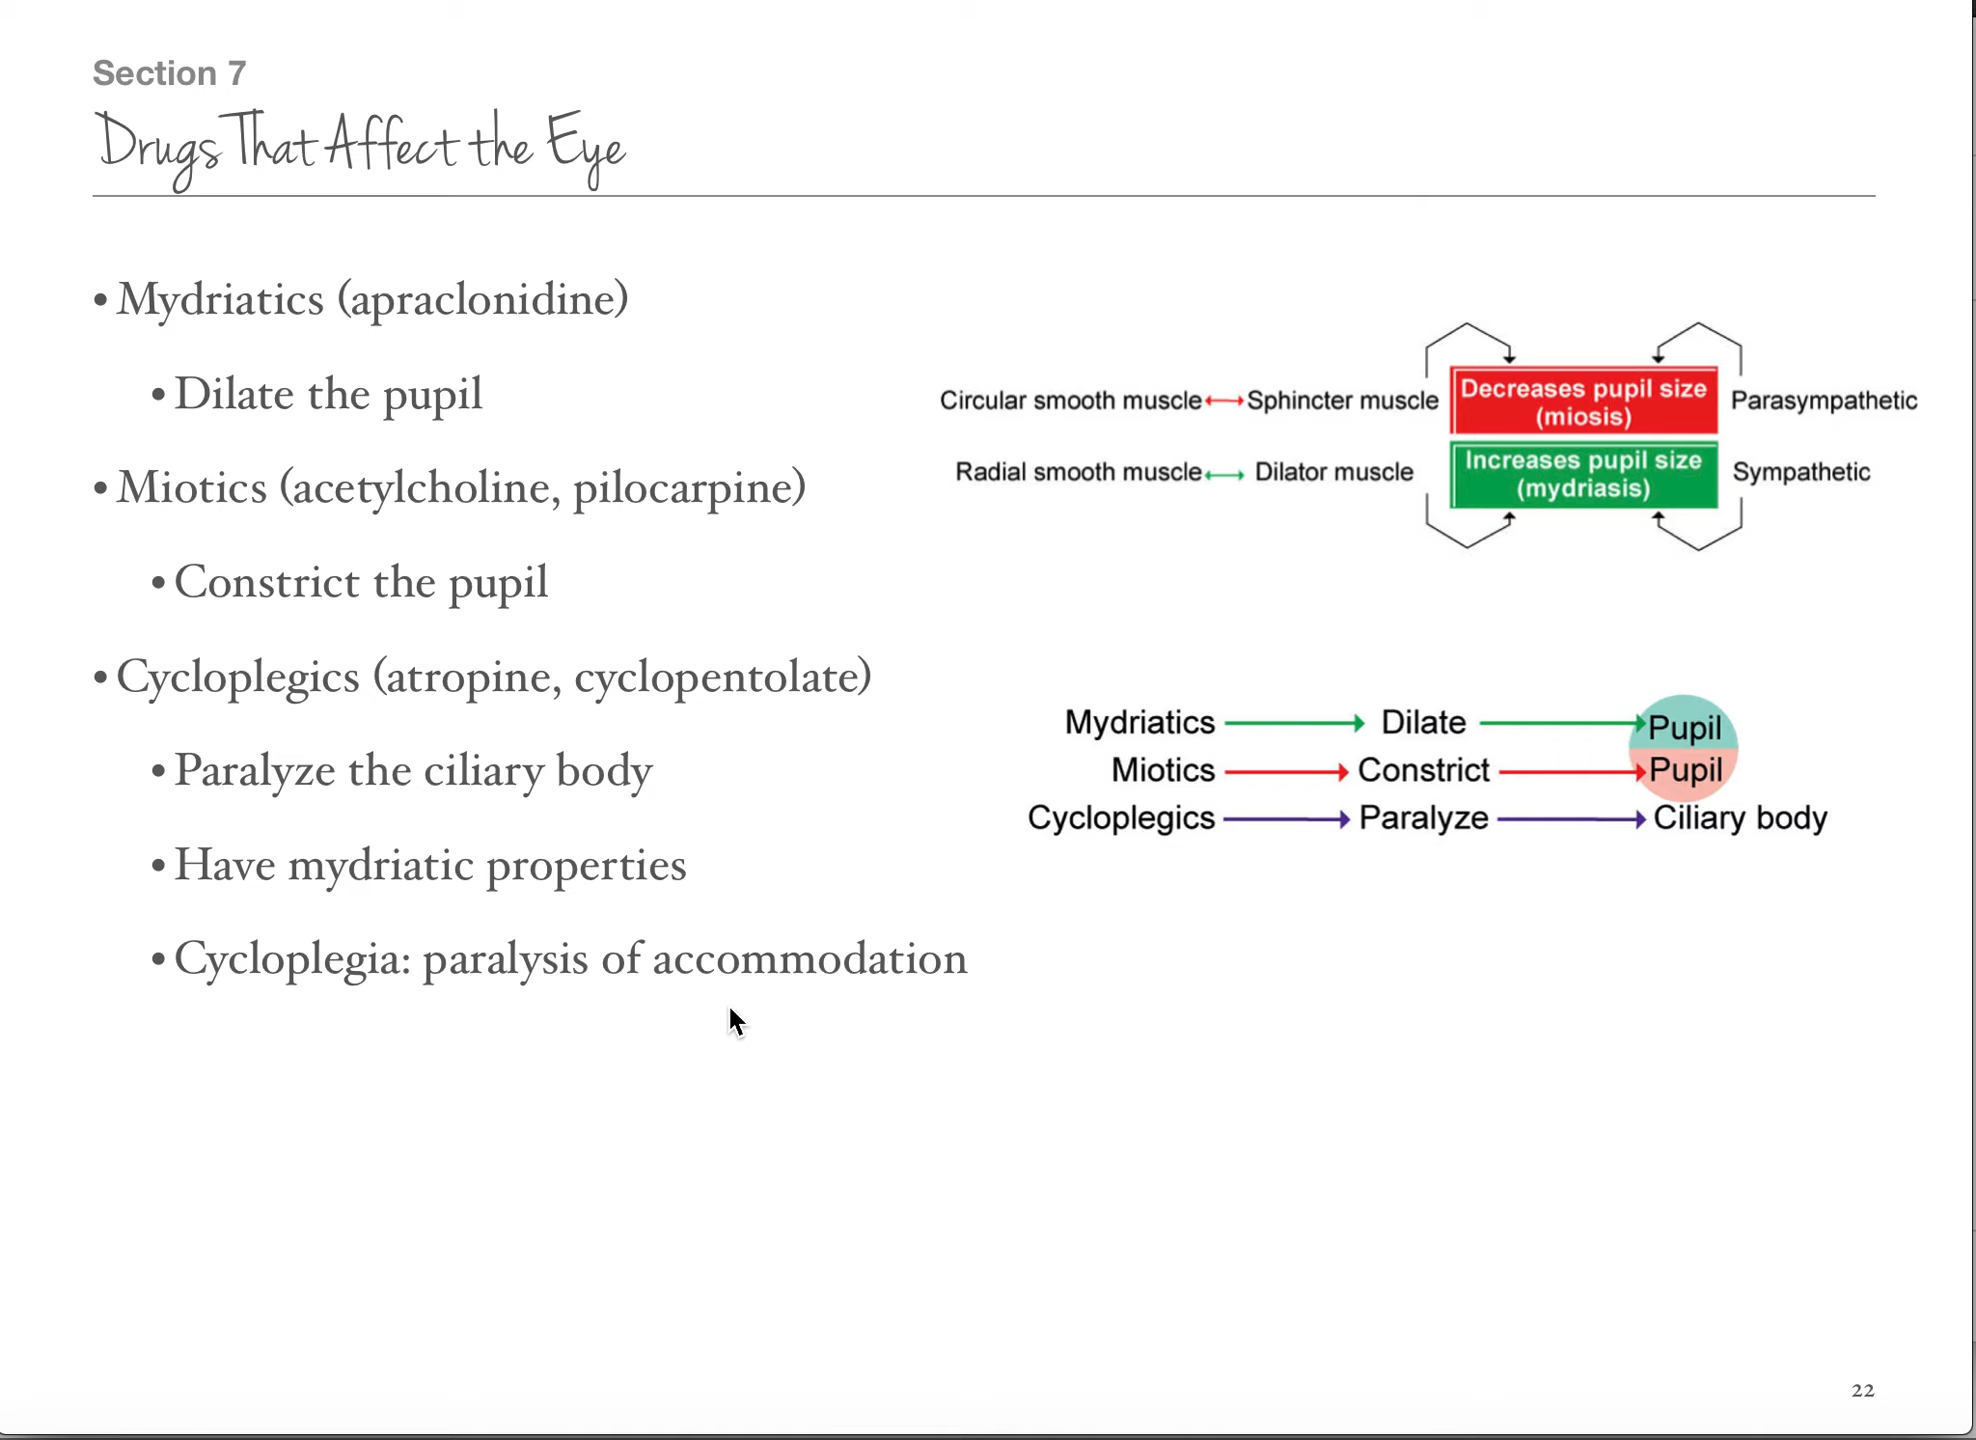 Section 7
Drugs That Affect the Eye
• Mydriatics (apraclonidine)
• Dilate the pupil
• Miotics (acetylcholine, pilocarpine)
• Constrict the pupil
• Cycloplegics (atropine, cyclopentolate)
• Paralyze the ciliary body
• Have mydriatic properties
• Cycloplegia: paralysis of accommodation
Circular smooth muscle Sphincter muscle Decreases pupil size Parasympathetic
(miosis)
Radial smooth muscle Dilator muscle Increases pupil size Sympathetic
(mydriasis)
Mydriatics Dilate Pupil
Miotics Constrict Pupil
Cycloplegics Paralyze Ciliary body
22